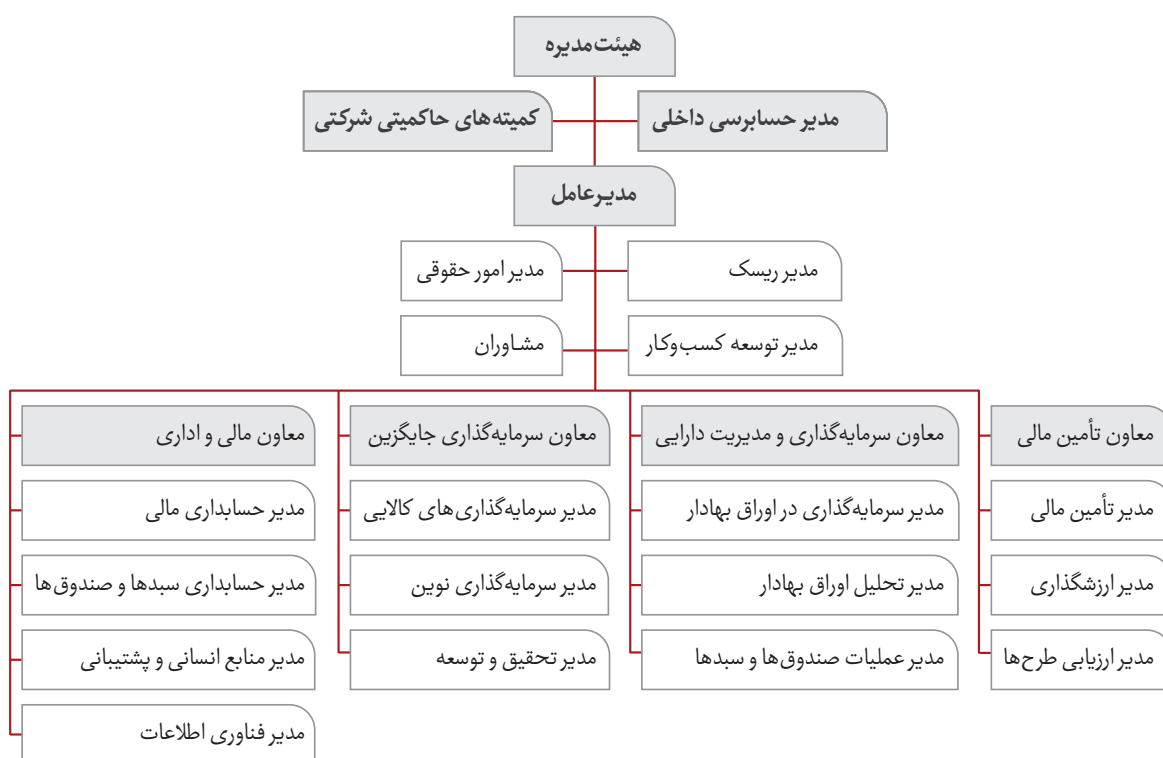 هیئت‌مدیره
مدیر حسابرسی داخلی
کمیته‌های حاکمیتی شرکتی
مدیرعامل
مدیر ریسک
مدیر امور حقوقی
مدیر توسعه کسب‌وکار
مشاوران
معاون تأمین مالی
معاون سرمایه‌گذاری و مدیریت دارایی
معاون سرمایه‌گذاری جایگزین
معاون مالی و اداری
مدیر تأمین مالی
مدیر سرمایه‌گذاری در اوراق بهادار
مدیر سرمایه‌گذاری‌های کالایی
مدیر حسابداری مالی
مدیر ارزشگذاری
مدیر تحلیل اوراق بهادار
مدیر سرمایه‌گذاری نوین
مدیر حسابداری سبدها و صندوق‌ها
مدیر ارزیابی طرح‌ها
مدیر عملیات صندوق‌ها و سبدها
مدیر تحقیق و توسعه
مدیر منابع انسانی و پشتیبانی
مدیر فناوری اطلاعات